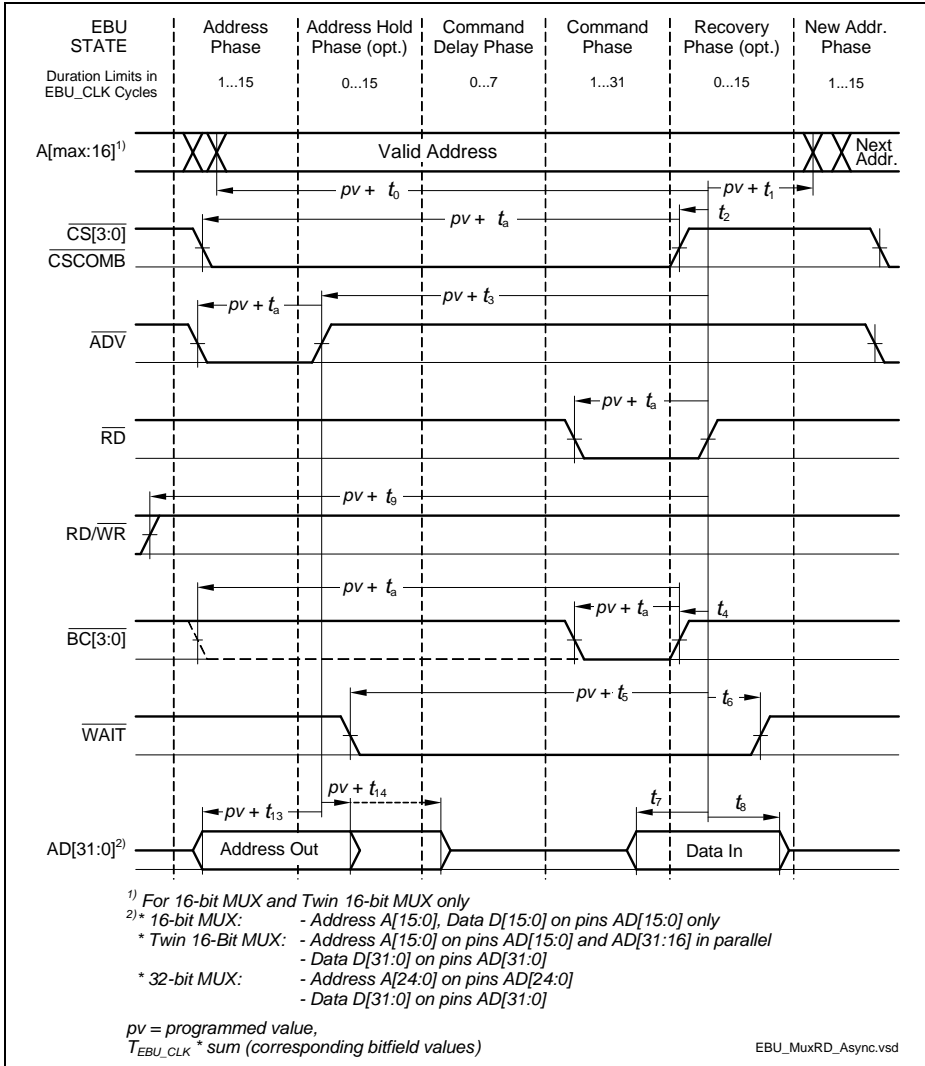 EBU STATE
Address Phase
Address Hold Phase (opt.)
Command Delay Phase
Command Phase
Recovery Phase (opt.)
New Addr. Phase
Duration Limits in EBU_CLK Cycles
1...15
0...15
0...7
1...31
0...15
1...15
A[max:16]1)
Valid Address
Next Addr.
pv + t0
pv + t1
pv + ta
t2
CS[3:0]
CSCOMB
pv + t3
pv + ta
ADV
pv + ta
RD
pv + t9
RD/WR
pv + ta
pv + ta
t4
BC[3:0]
pv + t5
t6
WAIT
pv + t14
pv + t13
t7
t8
AD[31:0]2)
Address Out
Data In
1) For 16-bit MUX and Twin 16-bit MUX only
2)* 16-bit MUX: - Address A[15:0], Data D[15:0] on pins AD[15:0] only
* Twin 16-Bit MUX: - Address A[15:0] on pins AD[15:0] and AD[31:16] in parallel
- Data D[31:0] on pins AD[31:0]
* 32-bit MUX: - Address A[24:0] on pins AD[24:0]
- Data D[31:0] on pins AD[31:0]
pv = programmed value,
TEBU_CLK * sum (corresponding bitfield values)
EBU_MuxRD_Async.vsd